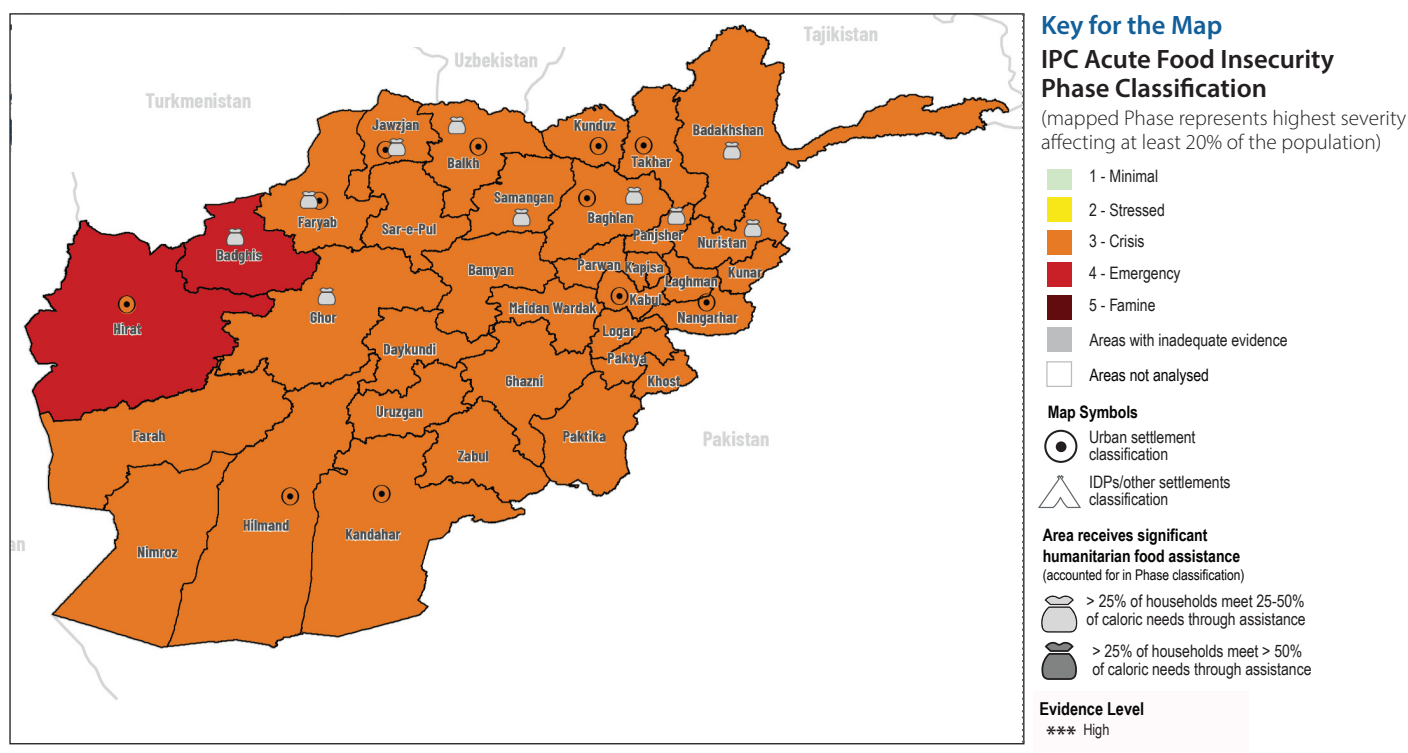 Tajikistan
Uzbekistan
Turkmenistan
Jawzjan
Kunduz
Badakhshan
Balkh
Takhar
Samangan
Faryab
Baghlan
Sar-e-Pul
Panjsher
Nuristan
Badghis
Bamyan
Parwan
Kapisa
Kunar
Laghman
Hirat
Ghor
Maidan Wardak
Kabul
Nangarhar
Logar
Daykundi
Paktya
Ghazni
Khost
Uruzgan
Farah
Paktika
Pakistan
Zabul
Hilmand
Kandahar
Nimroz
an
Key for the Map
IPC Acute Food Insecurity
Phase Classification
(mapped Phase represents highest severity
affecting at least 20% of the population)
1 - Minimal
2 - Stressed
3 - Crisis
4 - Emergency
5 - Famine
Areas with inadequate evidence
Areas not analysed
Map Symbols
Urban settlement
classification
IDPs/other settlements
classification
Area receives significant
humanitarian food assistance
(accounted for in Phase classification)
> 25% of households meet 25-50%
of caloric needs through assistance
> 25% of households meet > 50%
of caloric needs through assistance
Evidence Level
*** High